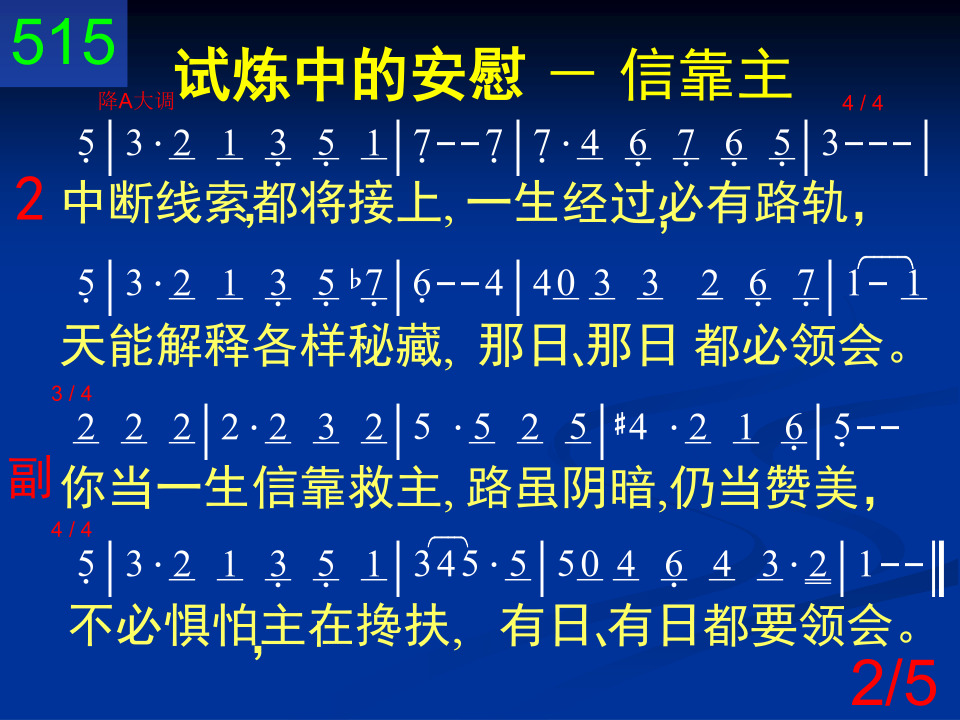 515
试炼中的安慰 － 信靠主
降A大调 4 / 4
5|3·2 1 3 5 1|7--7|7·4 6 7 6 5|3---|
2 中断线索,都将接上, 一生经过,必有路轨,
5|3·2 1 3 5 ♭7|6--4|40 3 3 2 6 7|1- 1
天能解释各样秘藏, 那日、那日 都必领会。
3 / 4
2 2 2|2·2 3 2|5 ·5 2 5|♯4 ·2 1 6|5--
副 你当一生信靠救主, 路虽阴暗,仍当赞美,
4 / 4
5|3·2 1 3 5 1|345·5|50 4 6 4 3·2|1--‖
不必惧怕,主在搀扶, 有日、有日都要领会。
2/5